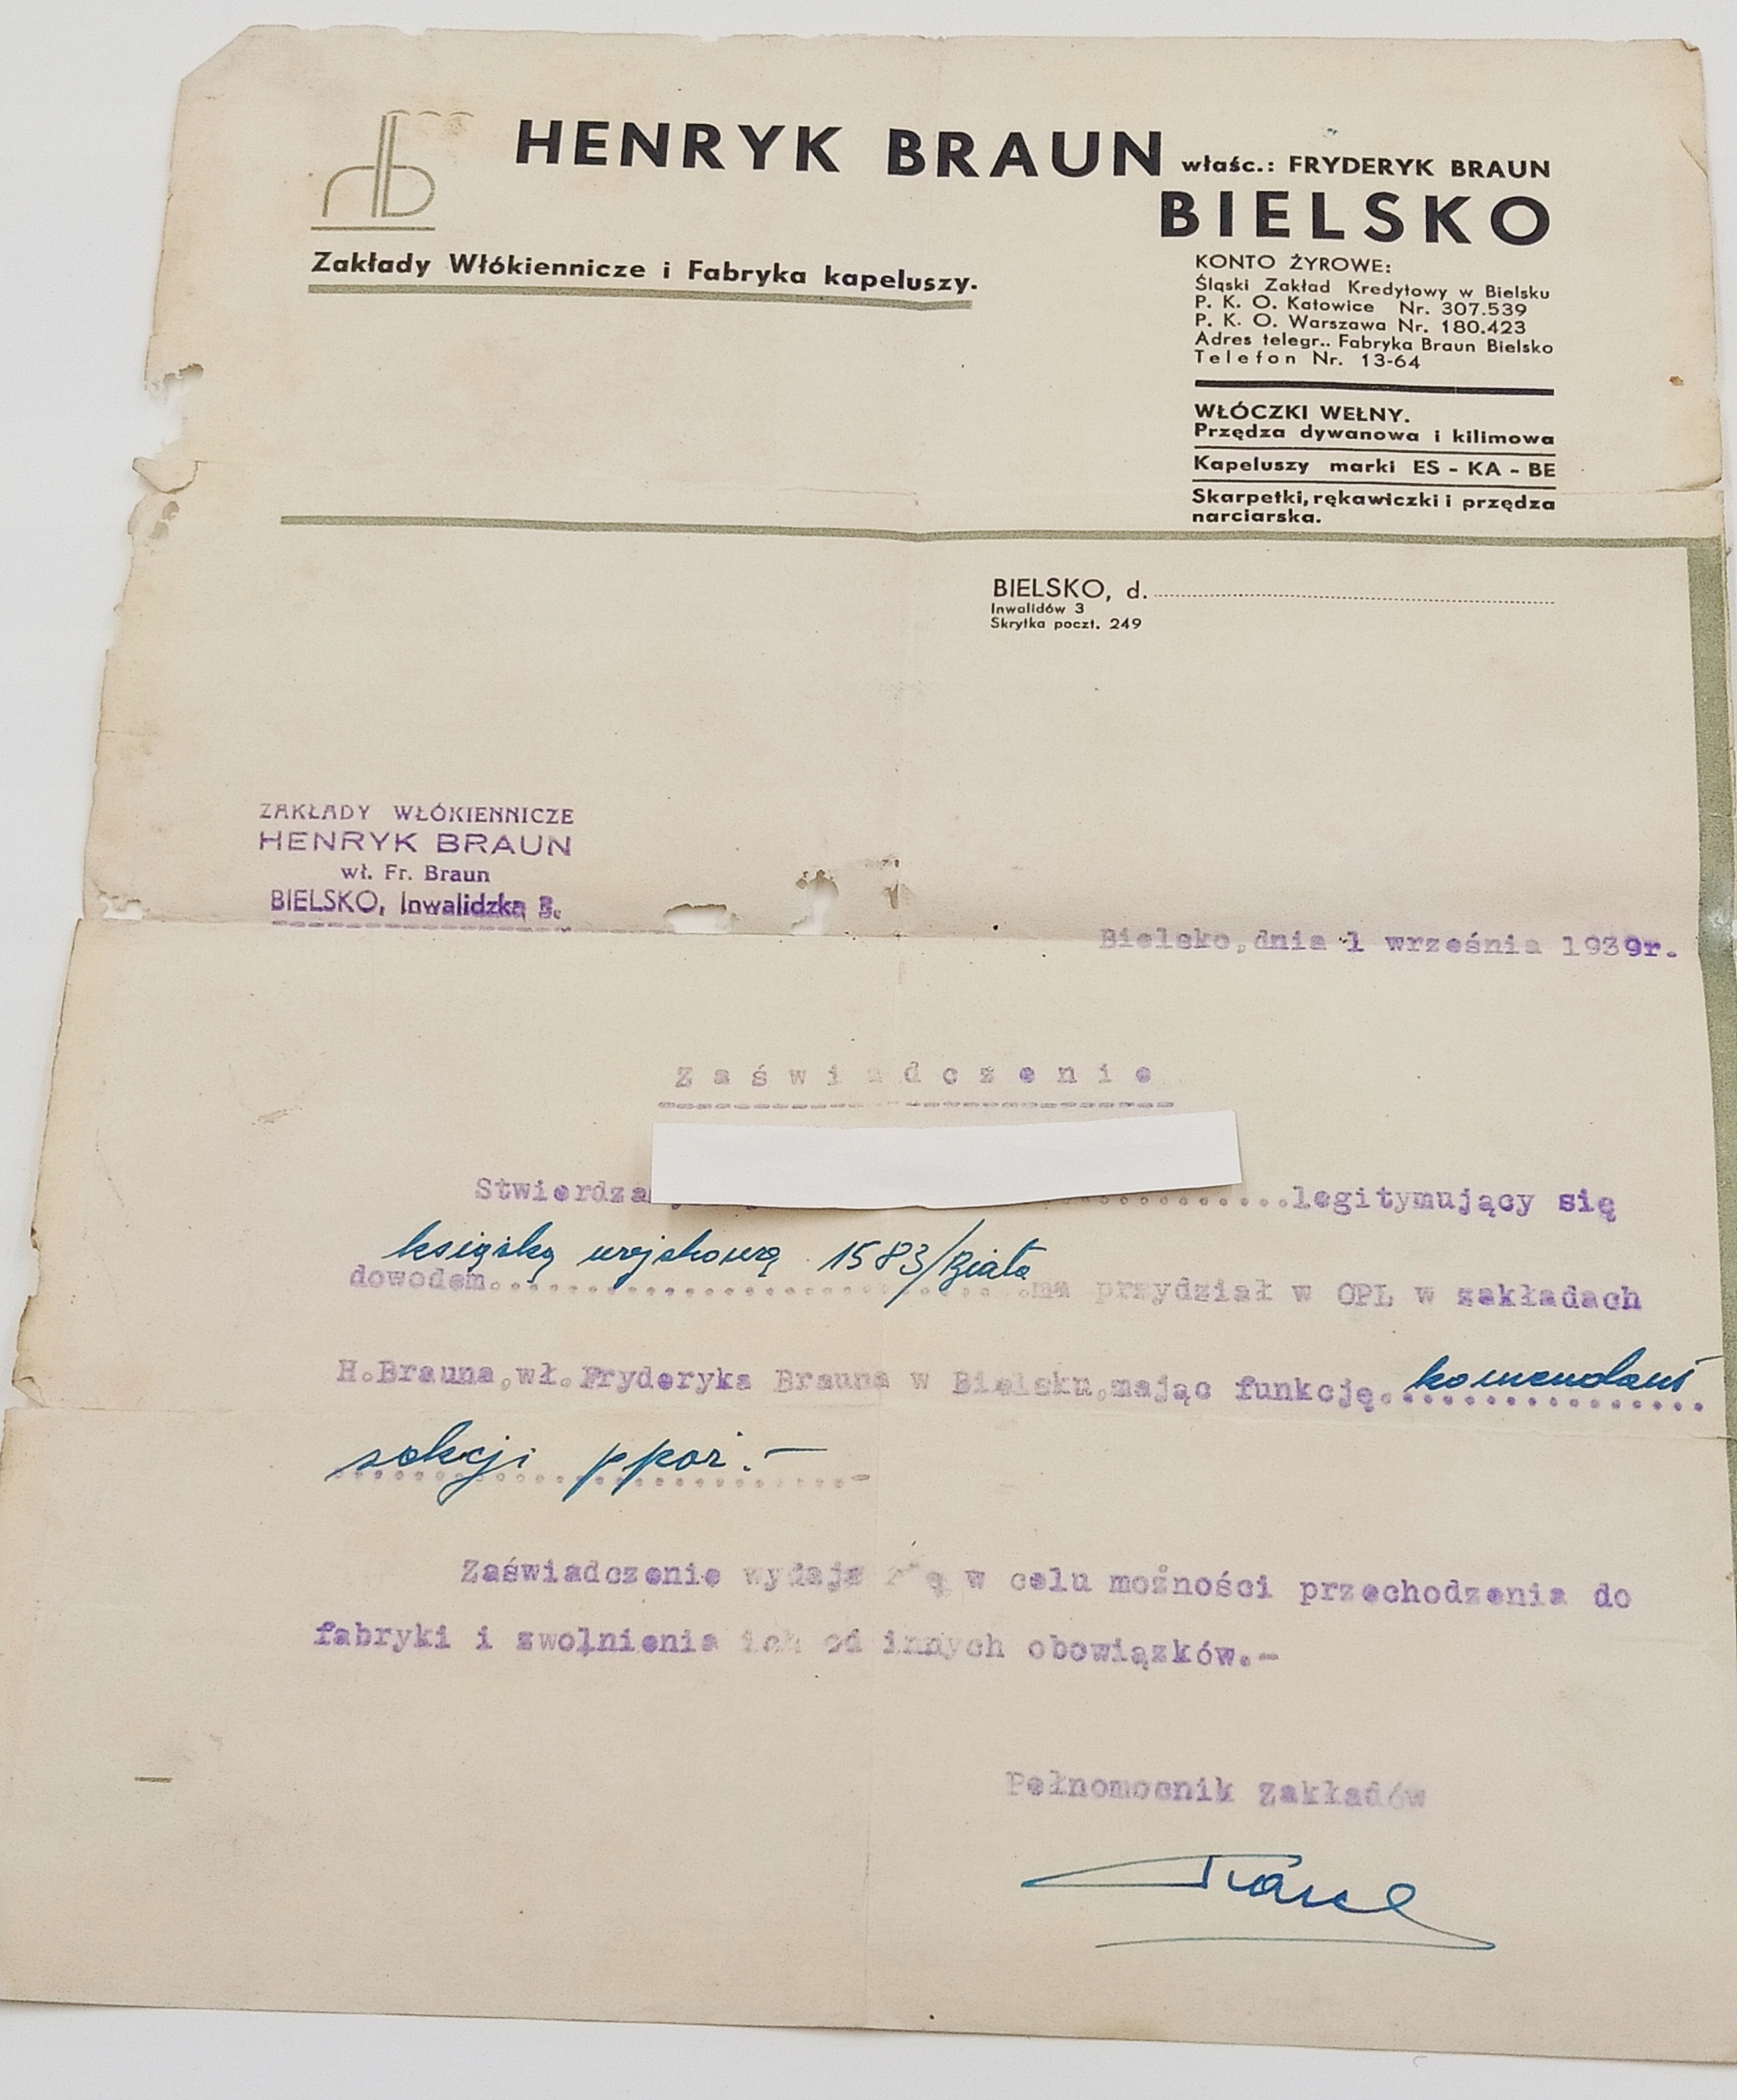 HENRYK BRAUN właśc.: FRYDERYK BRAUN
BIELSKO
Zakłady Włókiennicze i Fabryka kapeluszy.
KONTO ŻYROWE:
Śląski Zakład Kredytowy w Bielsku
P. K. O. Katowice Nr. 307.539
P. K. O. Warszawa Nr. 180.423
Adres telegr.. Fabryka Braun Bielsko
Telefon Nr. 13-64
WŁÓCZKI WEŁNY.
Przędza dywanowa i kilimowa
Kapeluszy marki ES - KA - BE
Skarpetki, rękawiczki i przędza
narciarska.
BIELSKO, d.
Inwalidów 3
Skrytka poczt. 249
ZAKŁADY WŁÓKIENNICZE
HENRYK BRAUN
wł. Fr. Braun
BIELSKO, Inwalidzka 3.
Bielsko, dnia 1 września 1939r.
Zaświadczenie
Stwierdza legitymujący się
książką wojskową 1583/Biała
dowodem ma przydział w OPL w zakładach
H.Brauna, wł. Fryderyka Brauna w Bielsku, mając funkcję komendant
sekcji ppoż.-
Zaświadczenie wydaje się w celu możności przechodzenia do
fabryki i zwolnienia ich od innych obowiązków.-
Pełnomocnik Zakładów